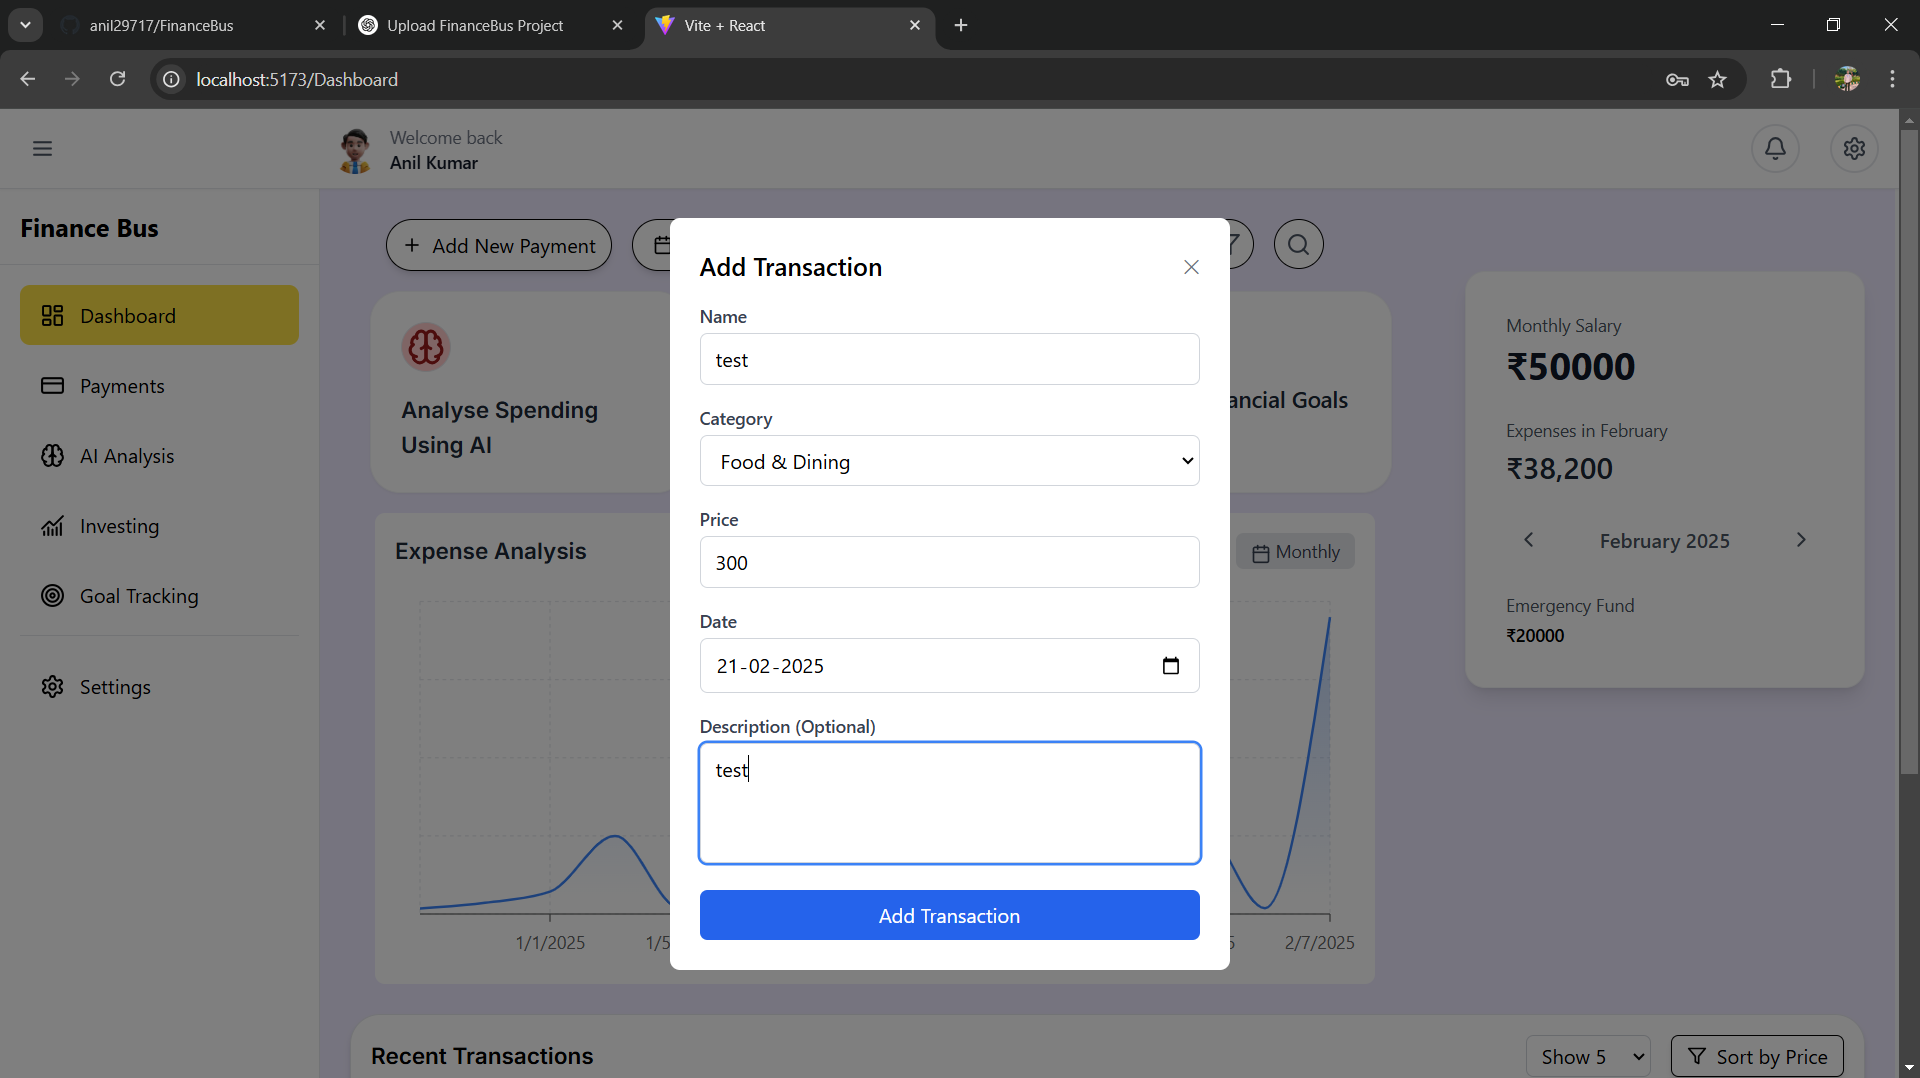 anil29717/FinanceBus
Upload FinanceBus Project
Vite + React
localhost:5173/Dashboard
Welcome back
Anil Kumar
Finance Bus
Dashboard
Payments
AI Analysis
Investing
Goal Tracking
Settings
+ Add New Payment
Analyse Spending
Using AI
ancial Goals
Expense Analysis
Monthly
1/1/2025
1/5
5
2/7/2025
Add Transaction
Name
test
Category
Food & Dining
Price
300
Date
21-02-2025
Description (Optional)
test
Add Transaction
Monthly Salary
₹50000
Expenses in February
₹38,200
February 2025
Emergency Fund
₹20000
Recent Transactions
Show 5
Sort by Price